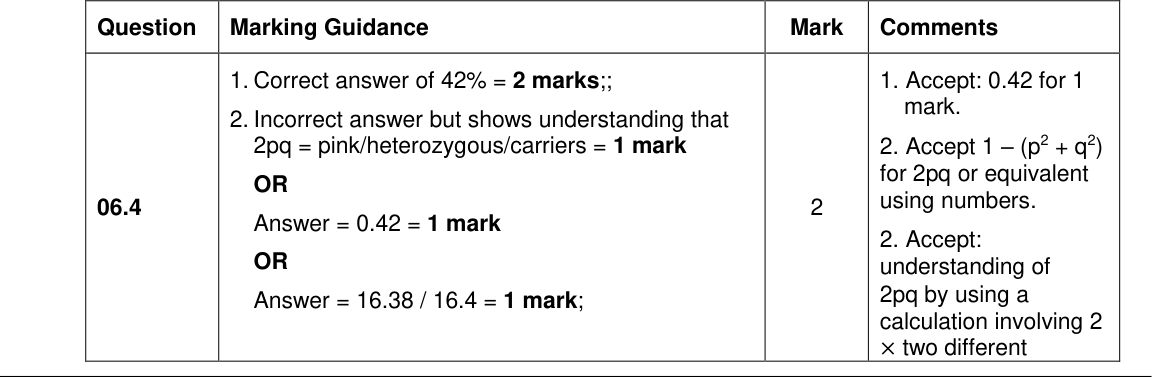 Question Marking Guidance Mark Comments
06.4
1. Correct answer of 42% = 2 marks;;
2. Incorrect answer but shows understanding that
2pq = pink/heterozygous/carriers = 1 mark
OR
Answer = 0.42 = 1 mark
OR
Answer = 16.38 / 16.4 = 1 mark;
2
1. Accept: 0.42 for 1
mark.
2. Accept 1 – (p² + q²)
for 2pq or equivalent
using numbers.
2. Accept:
understanding of
2pq by using a
calculation involving 2
× two different